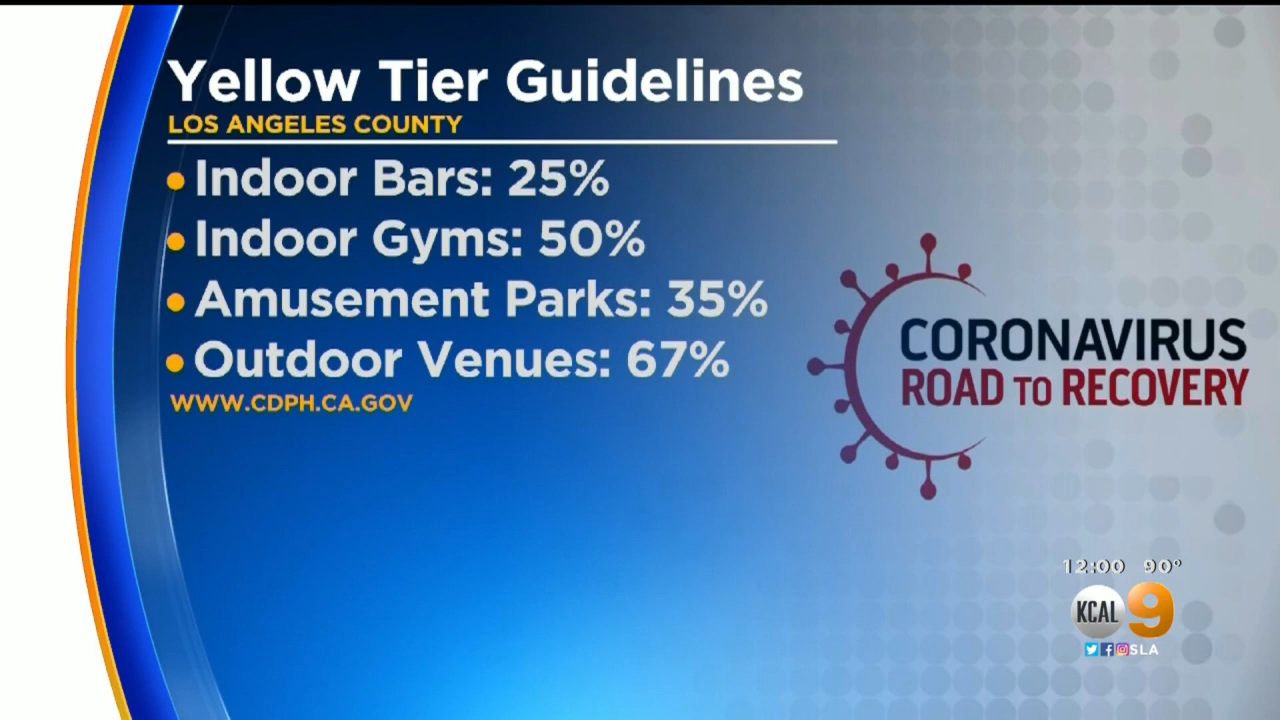 Yellow Tier Guidelines
LOS ANGELES COUNTY
• Indoor Bars: 25%
• Indoor Gyms: 50%
• Amusement Parks: 35%
• Outdoor Venues: 67%
WWW.CDPH.CA.GOV
CORONAVIRUS
ROAD TO RECOVERY
12:00 90°
KCAL 9
SLA